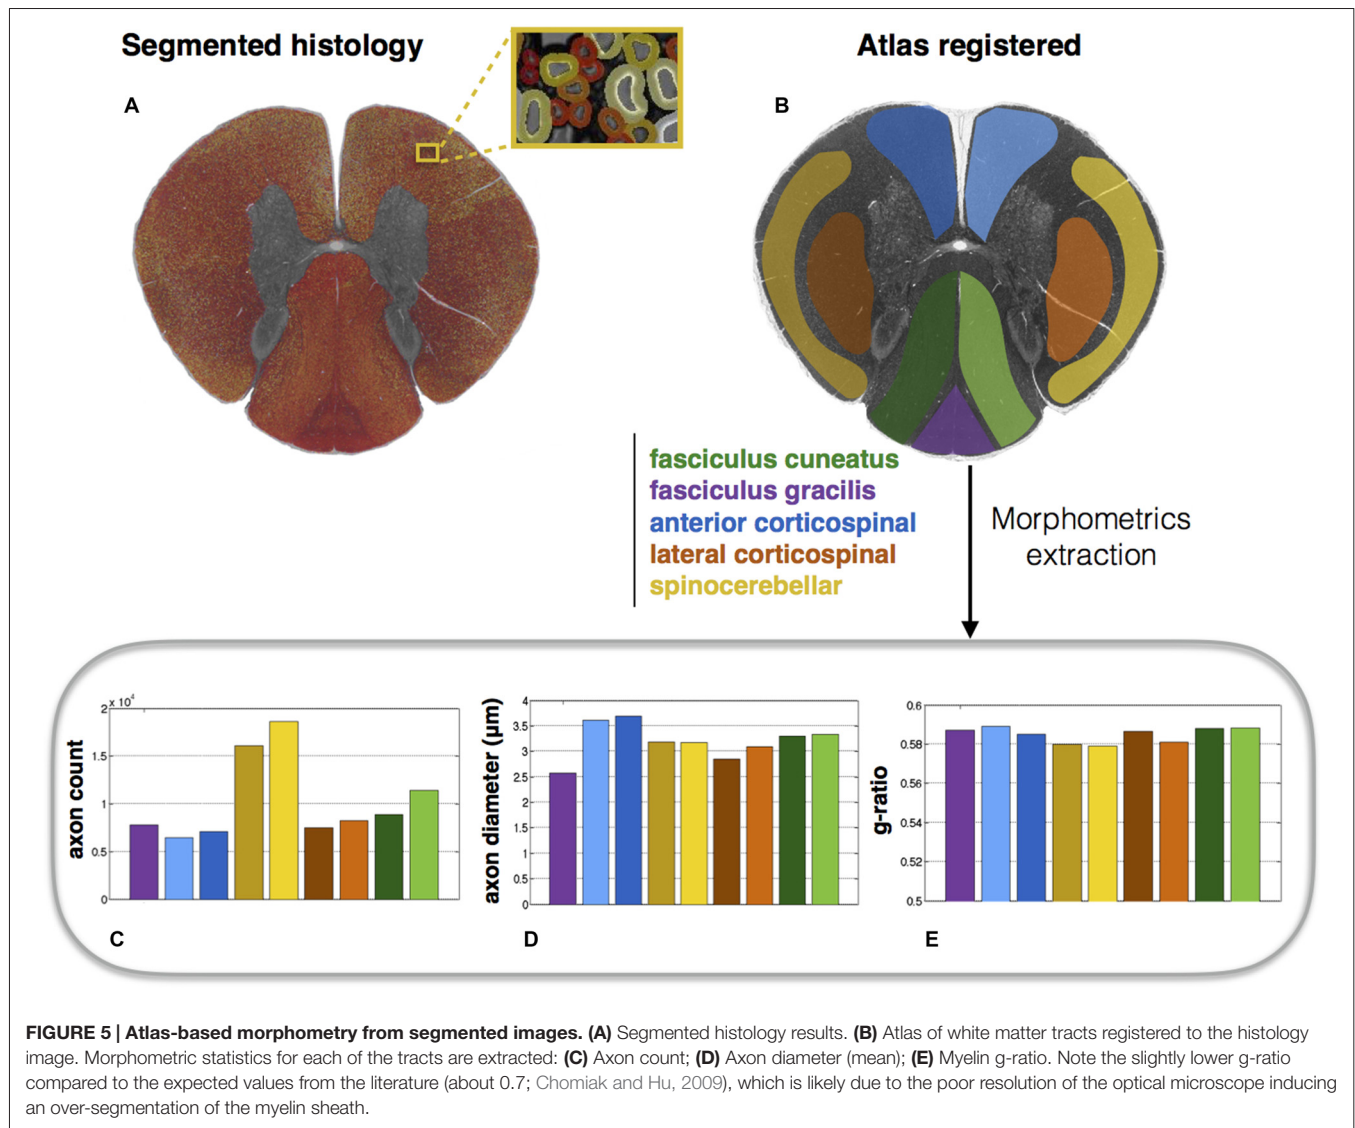 Segmented histology
Atlas registered
A
B
fasciculus cuneatus
fasciculus gracilis
anterior corticospinal
lateral corticospinal
spinocerebellar
Morphometrics
extraction
x 10^4
2
1.5
1
0.5
0
axon count
C
4
3.5
3
2.5
2
1.5
1
0.5
0
axon diameter (µm)
D
0.6
0.58
0.56
0.54
0.52
0.5
g-ratio
E
FIGURE 5 | Atlas-based morphometry from segmented images. (A) Segmented histology results. (B) Atlas of white matter tracts registered to the histology
image. Morphometric statistics for each of the tracts are extracted: (C) Axon count; (D) Axon diameter (mean); (E) Myelin g-ratio. Note the slightly lower g-ratio
compared to the expected values from the literature (about 0.7; Chomiak and Hu, 2009), which is likely due to the poor resolution of the optical microscope inducing
an over-segmentation of the myelin sheath.